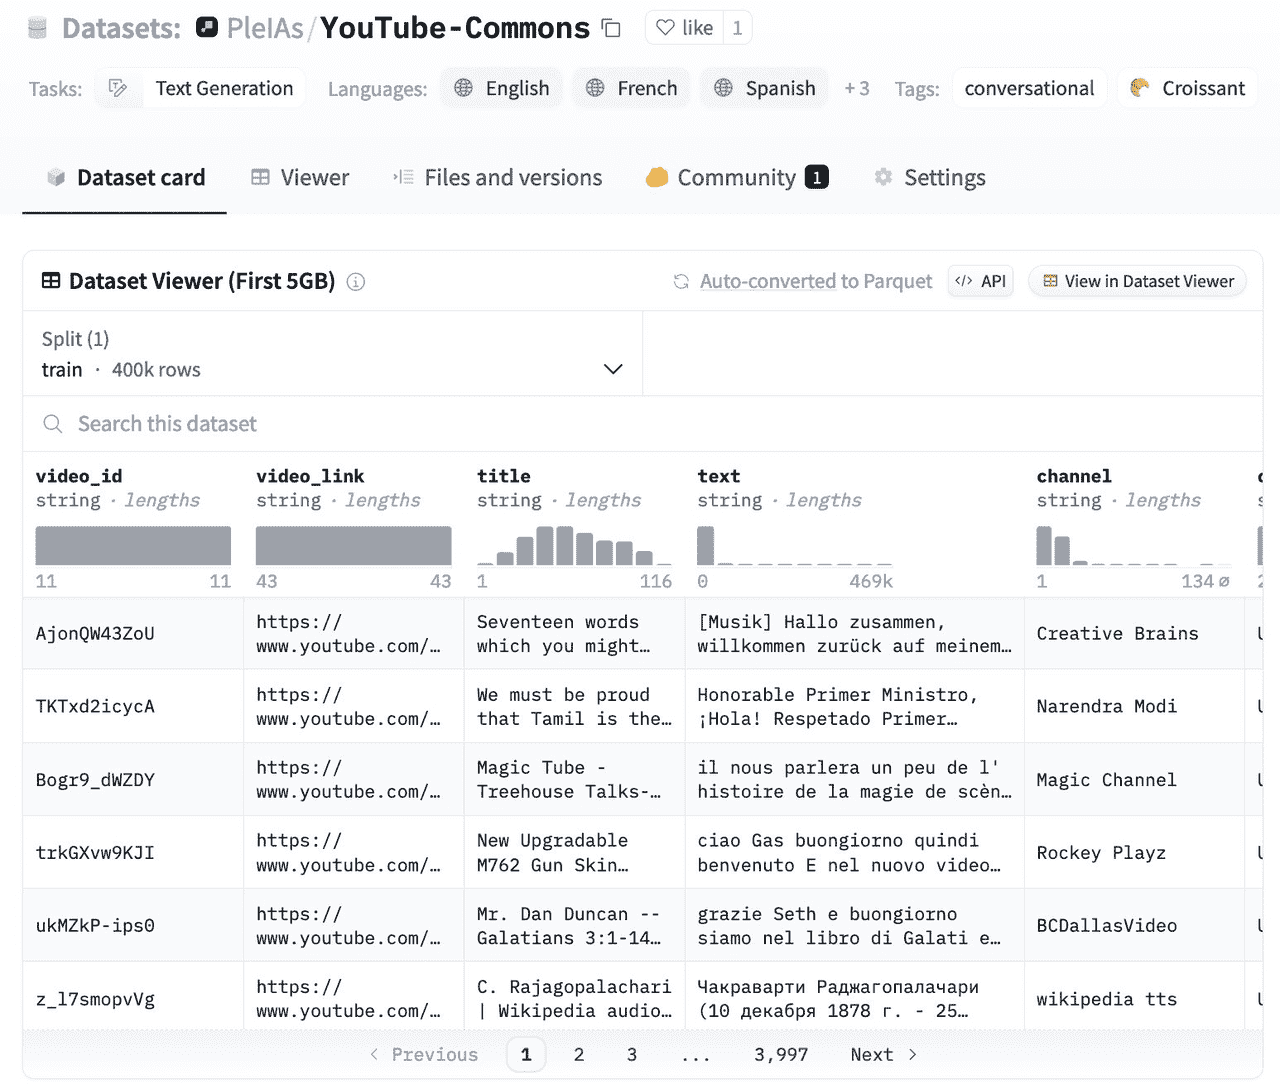 Datasets: PleIAs/YouTube-Commons like 1
Tasks: Text Generation Languages: English French Spanish +3 Tags: conversational Croissant
Dataset card Viewer Files and versions Community 1 Settings
Dataset Viewer (First 5GB) Auto-converted to Parquet API View in Dataset Viewer
Split (1)
train · 400k rows
Search this dataset
video_id video_link title text channel
string · lengths string · lengths string · lengths string · lengths string · lengths
11 11 43 43 1 116 0 469k 1 134 ⌀
AjonQW43ZoU
https://
www.youtube.com/…
Seventeen words
which you might…
[Musik] Hallo zusammen,
willkommen zurück auf meinem…
Creative Brains
TKTxd2icycA
https://
www.youtube.com/…
We must be proud
that Tamil is the…
Honorable Primer Ministro,
¡Hola! Respetado Primer…
Narendra Modi
Bogr9_dWZDY
https://
www.youtube.com/…
Magic Tube -
Treehouse Talks-…
il nous parlera un peu de l'
histoire de la magie de scèn…
Magic Channel
trkGXvw9KJI
https://
www.youtube.com/…
New Upgradable
M762 Gun Skin…
ciao Gas buongiorno quindi
benvenuto E nel nuovo video…
Rockey Playz
ukMZkP-ips0
https://
www.youtube.com/…
Mr. Dan Duncan --
Galatians 3:1-14…
grazie Seth e buongiorno
siamo nel libro di Galati e…
BCDallasVideo
z_l7smopvVg
https://
www.youtube.com/…
C. Rajagopalachari
| Wikipedia audio…
Чакраварти Раджагопалачари
(10 декабря 1878 г. - 25…
wikipedia tts
Previous 1 2 3 ... 3,997 Next